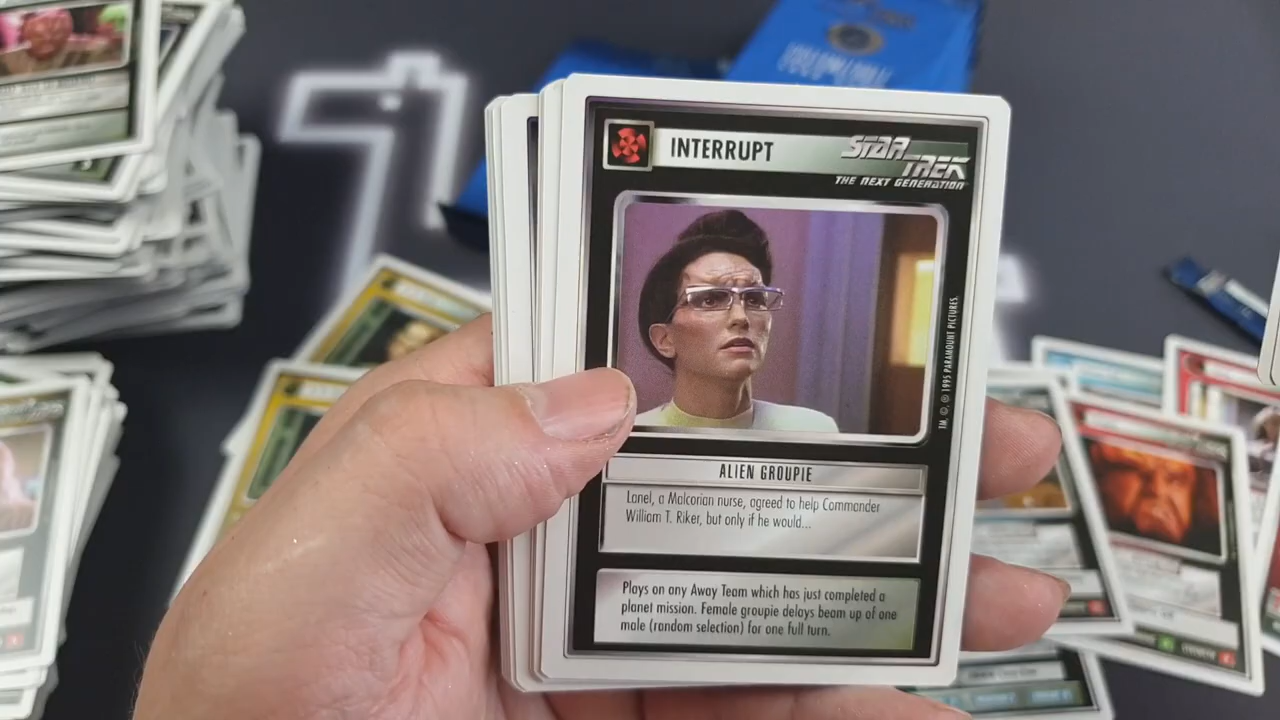 INTERRUPT
STAR TREK
THE NEXT GENERATION
TM, ©, ® 1995 PARAMOUNT PICTURES.
ALIEN GROUPIE
Lanel, a Malcorian nurse, agreed to help Commander
William T. Riker, but only if he would...
Plays on any Away Team which has just completed a
planet mission. Female groupie delays beam up of one
male (random selection) for one full turn.